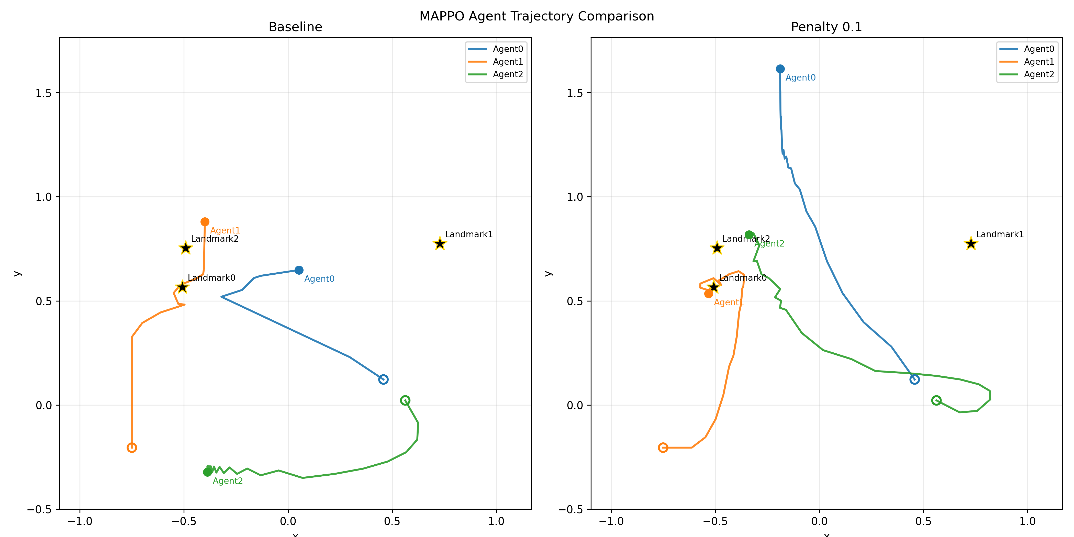 MAPPO Agent Trajectory Comparison
Baseline
Agent0
Agent1
Agent2
Agent1
Landmark2
Landmark1
Landmark0
Agent0
Agent2
1.5
1.0
0.5
0.0
−0.5
−1.0
−0.5
0.0
0.5
1.0
y
x
Penalty 0.1
Agent0
Agent1
Agent2
Agent0
Landmark1
Landmark2
Agent2
Landmark0
1.5
1.0
0.5
0.0
−0.5
−1.0
−0.5
0.0
0.5
1.0
y
x